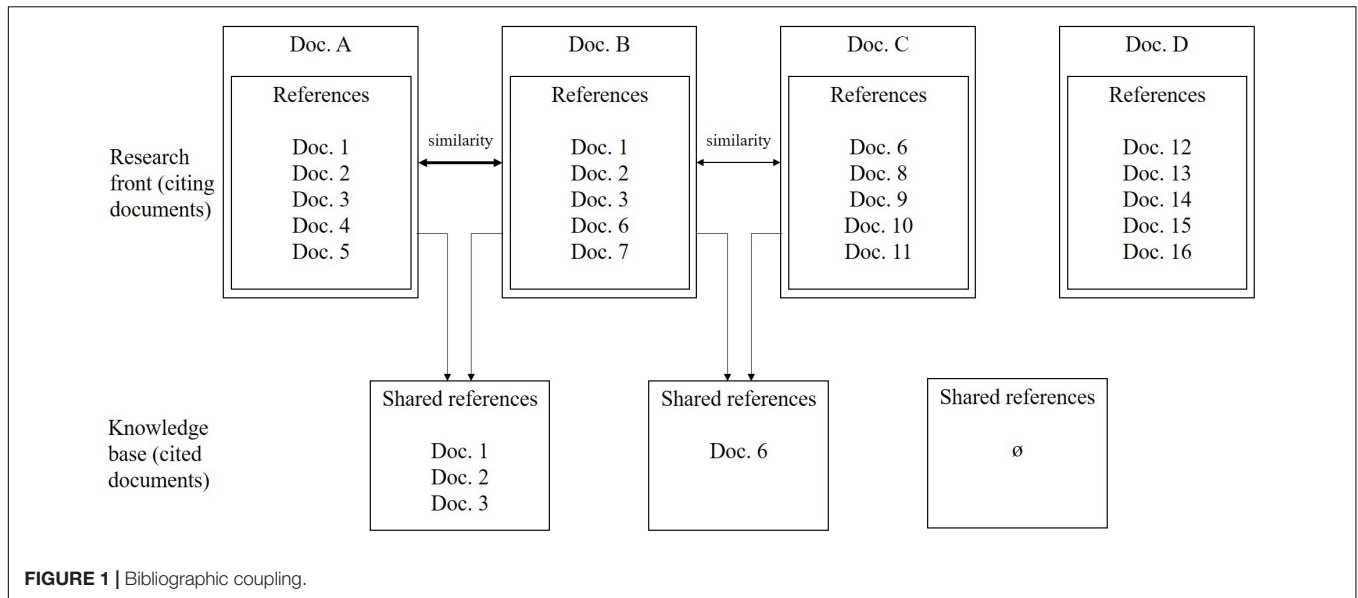 Doc. A
References
Doc. 1
Doc. 2
Doc. 3
Doc. 4
Doc. 5
similarity
Doc. B
References
Doc. 1
Doc. 2
Doc. 3
Doc. 6
Doc. 7
similarity
Doc. C
References
Doc. 6
Doc. 8
Doc. 9
Doc. 10
Doc. 11
Doc. D
References
Doc. 12
Doc. 13
Doc. 14
Doc. 15
Doc. 16
Research
front (citing
documents)
Knowledge
base (cited
documents)
Shared references
Doc. 1
Doc. 2
Doc. 3
Shared references
Doc. 6
Shared references
ø
FIGURE 1 | Bibliographic coupling.